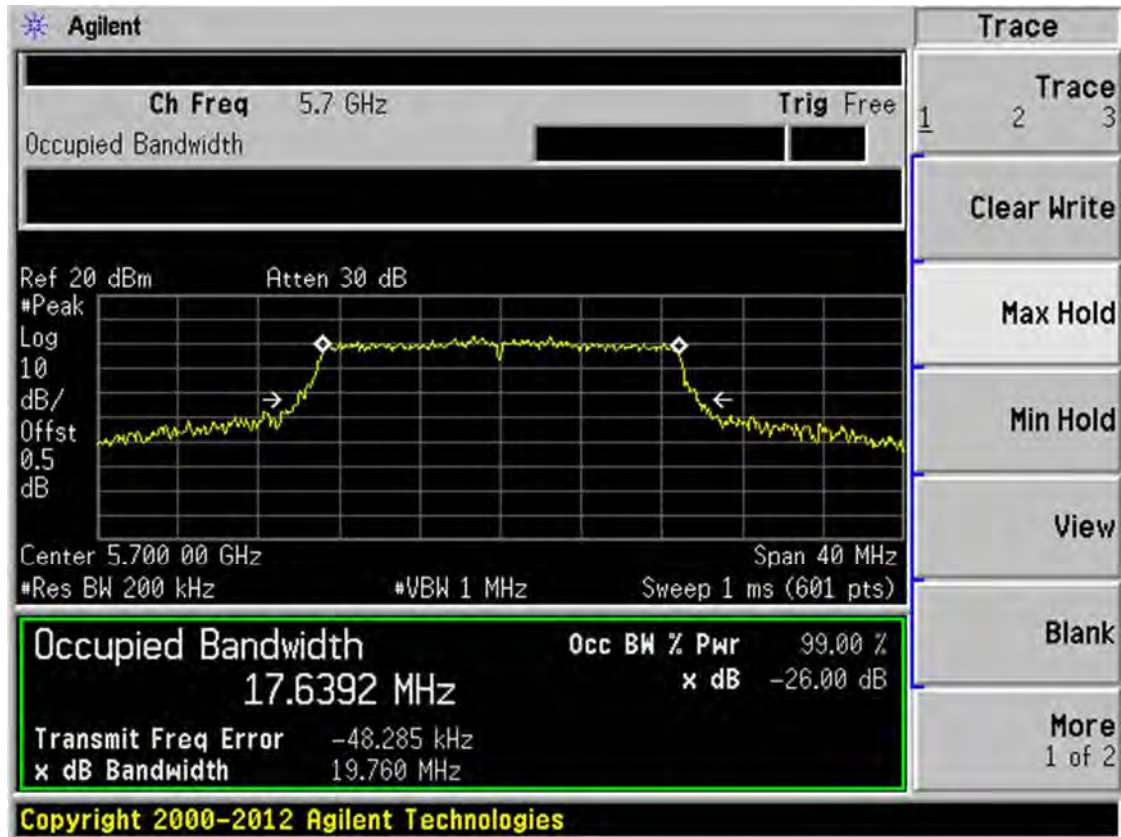 Agilent
Trace
Ch Freq 5.7 GHz Trig Free
Occupied Bandwidth
Trace
1 2 3
Clear Write
Max Hold
Min Hold
View
Blank
More
1 of 2
Ref 20 dBm Atten 30 dB
#Peak
Log
10
dB/
Offst
0.5
dB
Center 5.700 00 GHz Span 40 MHz
#Res BW 200 kHz #VBW 1 MHz Sweep 1 ms (601 pts)
Occupied Bandwidth Occ BW % Pwr 99.00 %
17.6392 MHz x dB -26.00 dB
Transmit Freq Error -48.285 kHz
x dB Bandwidth 19.760 MHz
Copyright 2000-2012 Agilent Technologies